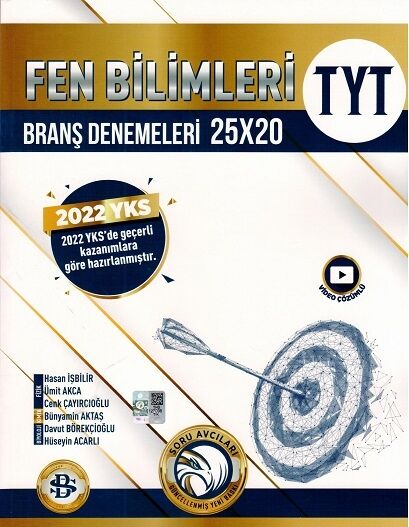 FEN BİLİMLERİ
TYT
BRANŞ DENEMELERİ 25X20
2022 YKS
2022 YKS'de geçerli
kazanımlara
göre hazırlanmıştır.
VİDEO ÇÖZÜMLÜ
FİZİK
Hasan İŞBİLİR
Ümit AKCA
KİMYA
Cenk ÇAYIRCIOĞLU
Bünyamin AKTAŞ
BİYOLOJİ
Davut BÖREKÇİOĞLU
Hüseyin ACARLI
SORU AVCILARI
GÜNCELLENMİŞ YENİ BASKI